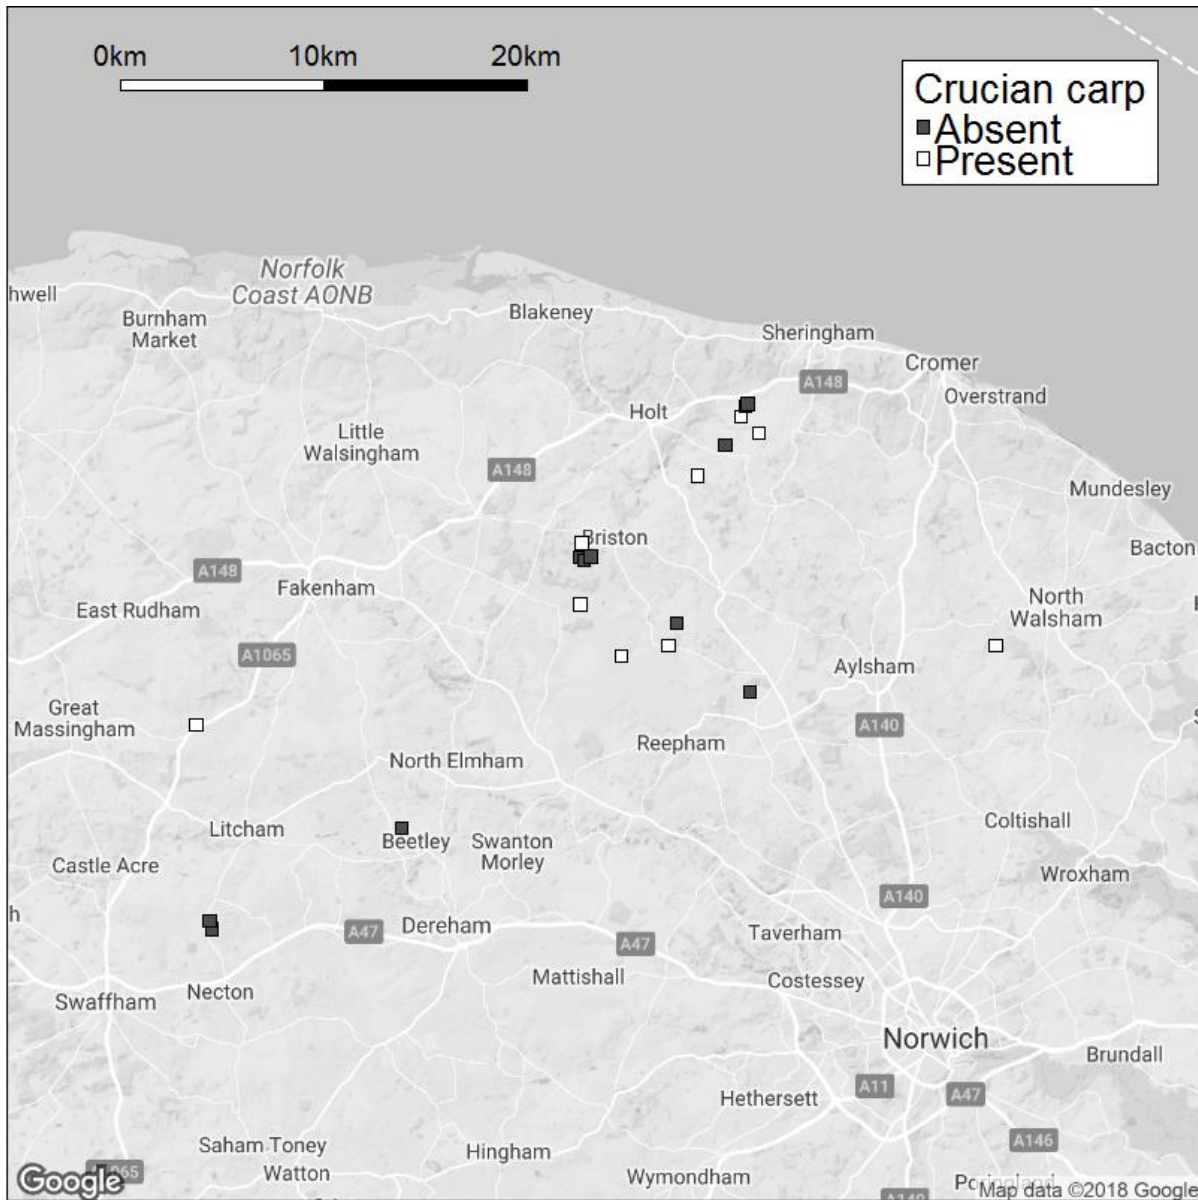 0km 10km 20km
Crucian carp
Absent
Present
Norfolk
Coast AONB
hwell
Burnham
Market
Blakeney
Sheringham
Cromer
A148
Overstrand
Holt
Little
Walsingham
A148
Mundesley
Briston
Bacton
A148
Fakenham
East Rudham
North
Walsham
A1065
Aylsham
Great
Massingham
A140
Reepham
North Elmham
Litcham
Beetley
Swanton
Morley
Coltishall
Castle Acre
Wroxham
A140
h
Dereham
A47
A47
Taverham
Mattishall
Costessey
Swaffham
Necton
Norwich
Brundall
A11
A47
Hethersett
A146
Saham Toney
Hingham
Watton
Wymondham
Google
Map data ©2018 Google